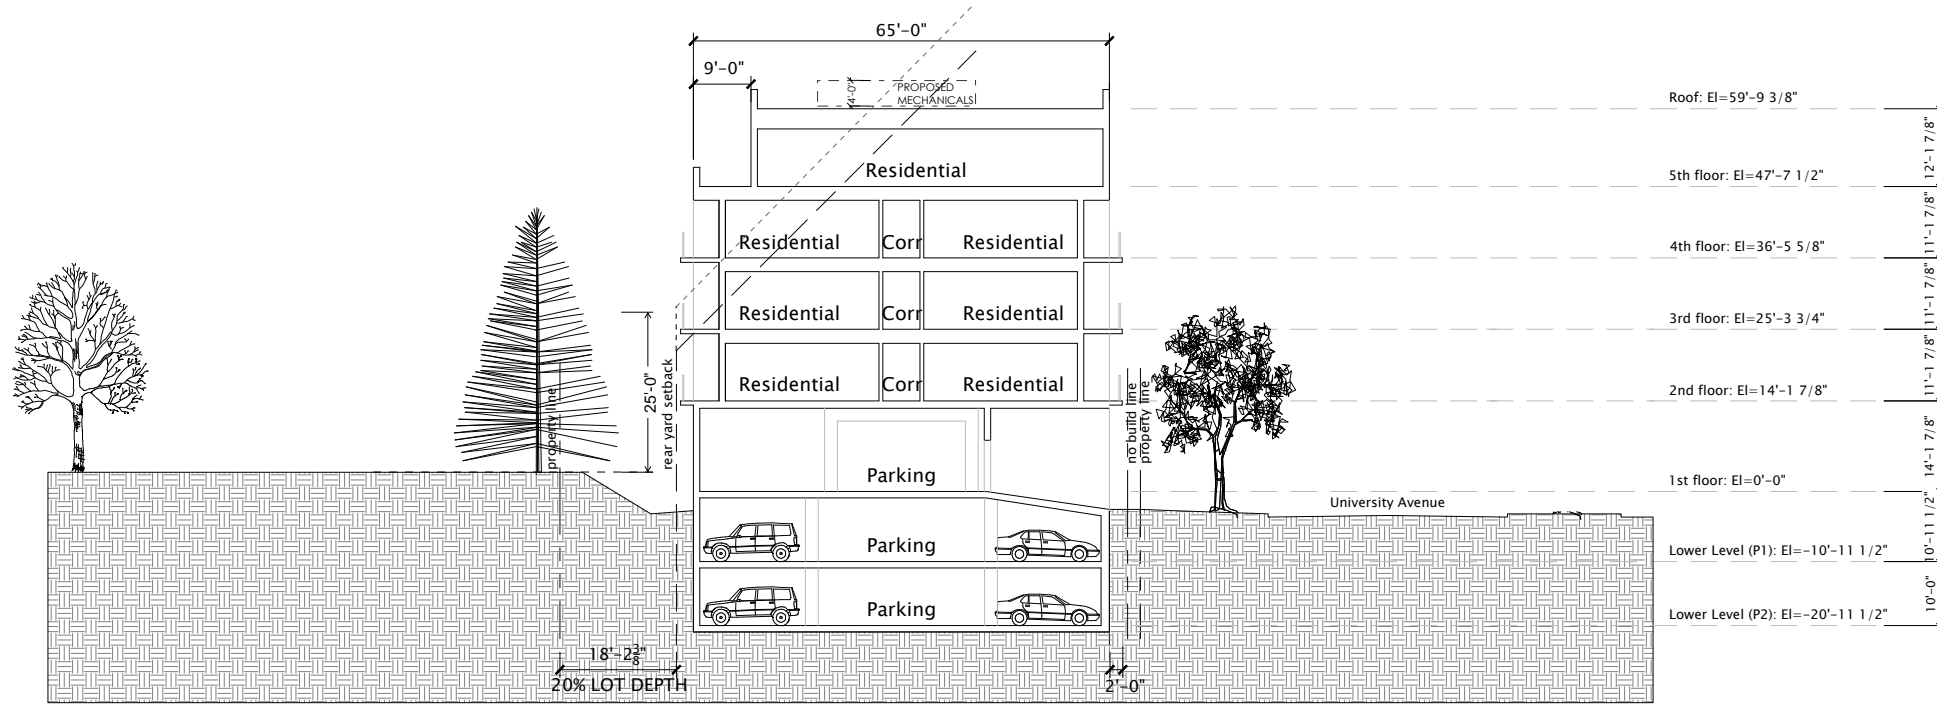 65'-0"
9'-0"
4'-0"
PROPOSED
MECHANICALS
Residential
Residential Corr Residential
Residential Corr Residential
Residential Corr Residential
Parking
Parking
Parking
property line
25'-0"
rear yard setback
no build line
property line
18'-2 3/8"
20% LOT DEPTH
2'-0"
University Avenue
Roof: El=59'-9 3/8"
5th floor: El=47'-7 1/2"
4th floor: El=36'-5 5/8"
3rd floor: El=25'-3 3/4"
2nd floor: El=14'-1 7/8"
1st floor: El=0'-0"
Lower Level (P1): El=-10'-11 1/2"
Lower Level (P2): El=-20'-11 1/2"
12'-1 7/8"
11'-1 7/8"
11'-1 7/8"
11'-1 7/8"
14'-1 7/8"
10'-11 1/2"
10'-0"